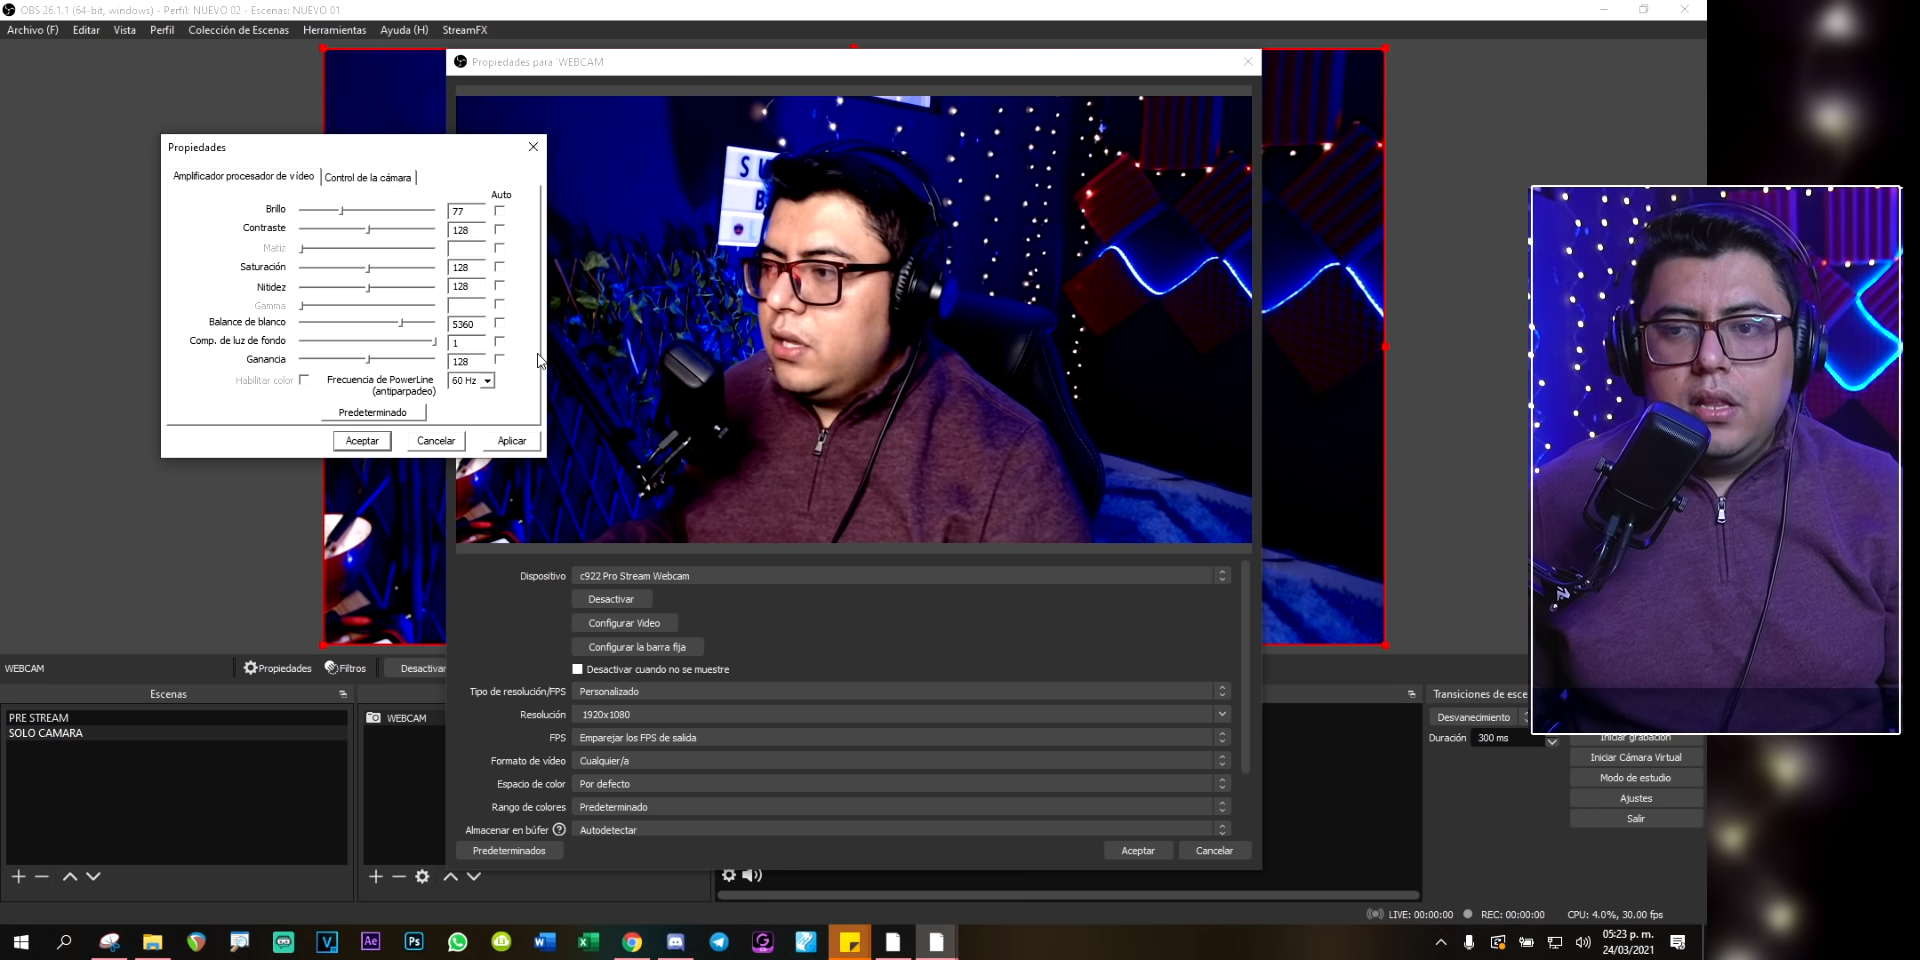 OBS 26.1.1 (64-bit, windows) - Perfil: NUEVO 02 - Escenas: NUEVO 01
Archivo (F) Editar Vista Perfil Colección de Escenas Herramientas Ayuda (H) StreamFX
Propiedades para 'WEBCAM'
Propiedades
Amplificador procesador de vídeo Control de la cámara
Auto
Brillo 77
Contraste 128
Matiz
Saturación 128
Nitidez 128
Gamma
Balance de blanco 5360
Comp. de luz de fondo 1
Ganancia 128
Habilitar color Frecuencia de PowerLine 60 Hz
(antiparpadeo)
Predeterminado
Aceptar Cancelar Aplicar
Dispositivo c922 Pro Stream Webcam
Desactivar
Configurar Video
Configurar la barra fija
Desactivar cuando no se muestre
Tipo de resolución/FPS Personalizado
Resolución 1920x1080
FPS Emparejar los FPS de salida
Formato de vídeo Cualquier/a
Espacio de color Por defecto
Rango de colores Predeterminado
Almacenar en búfer ? Autodetectar
Predeterminados Aceptar Cancelar
WEBCAM Propiedades Filtros Desactivar
Escenas
PRE STREAM
SOLO CAMARA
WEBCAM
Transiciones de esce
Desvanecimiento
Duración 300 ms
Iniciar grabación
Iniciar Cámara Virtual
Modo de estudio
Ajustes
Salir
LIVE: 00:00:00 REC: 00:00:00 CPU: 4.0%, 30.00 fps
Ae Ps
05:23 p. m.
24/03/2021